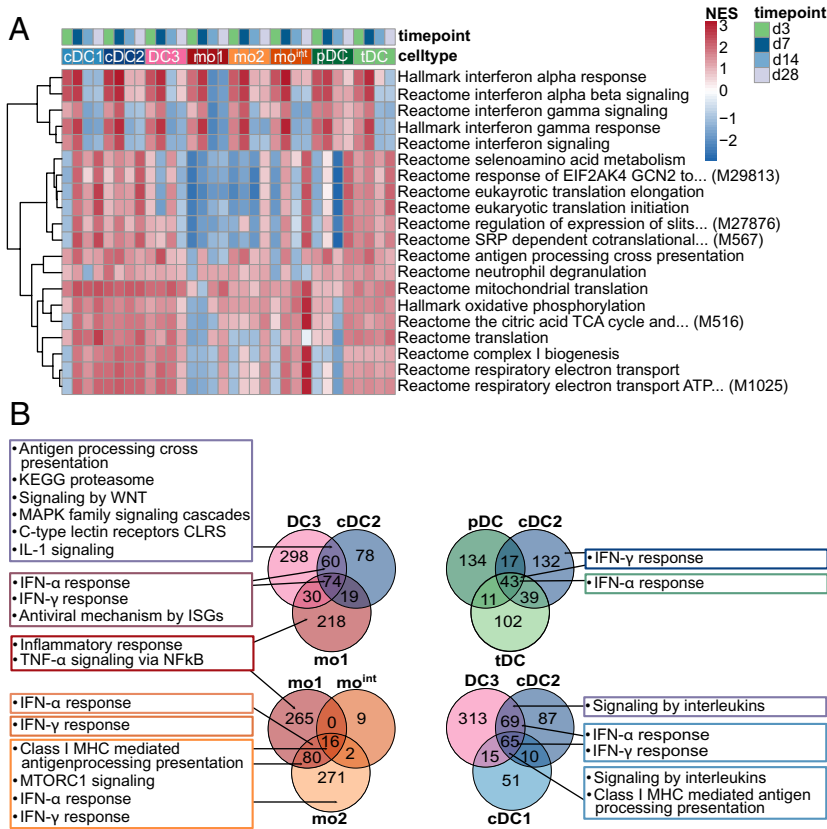 A
NES
3
2
1
0
−1
−2
timepoint
d3
d7
d14
d28
timepoint
cDC1 cDC2 DC3 mo1 mo2 moint pDC tDC celltype
Hallmark interferon alpha response
Reactome interferon alpha beta signaling
Reactome interferon gamma signaling
Hallmark interferon gamma response
Reactome interferon signaling
Reactome selenoamino acid metabolism
Reactome response of EIF2AK4 GCN2 to... (M29813)
Reactome eukayrotic translation elongation
Reactome eukaryotic translation initiation
Reactome regulation of expression of slits... (M27876)
Reactome SRP dependent cotranslational... (M567)
Reactome antigen processing cross presentation
Reactome neutrophil degranulation
Reactome mitochondrial translation
Hallmark oxidative phosphorylation
Reactome the citric acid TCA cycle and... (M516)
Reactome translation
Reactome complex I biogenesis
Reactome respiratory electron transport
Reactome respiratory electron transport ATP... (M1025)
B
• Antigen processing cross
presentation
• KEGG proteasome
• Signaling by WNT
• MAPK family signaling cascades
• C-type lectin receptors CLRS
• IL-1 signaling
• IFN-α response
• IFN-γ response
• Antiviral mechanism by ISGs
• Inflammatory response
• TNF-α signaling via NFkB
DC3 cDC2
298 60 78
74
30 19
218
mo1
pDC cDC2
134 17 132
43
11 39
102
tDC
• IFN-γ response
• IFN-α response
• IFN-α response
• IFN-γ response
• Class I MHC mediated
antigenprocessing presentation
• MTORC1 signaling
• IFN-α response
• IFN-γ response
mo1 moint
265 0 9
16
80 2
271
mo2
DC3 cDC2
313 69 87
65
15 10
51
cDC1
• Signaling by interleukins
• IFN-α response
• IFN-γ response
• Signaling by interleukins
• Class I MHC mediated antigen
processing presentation